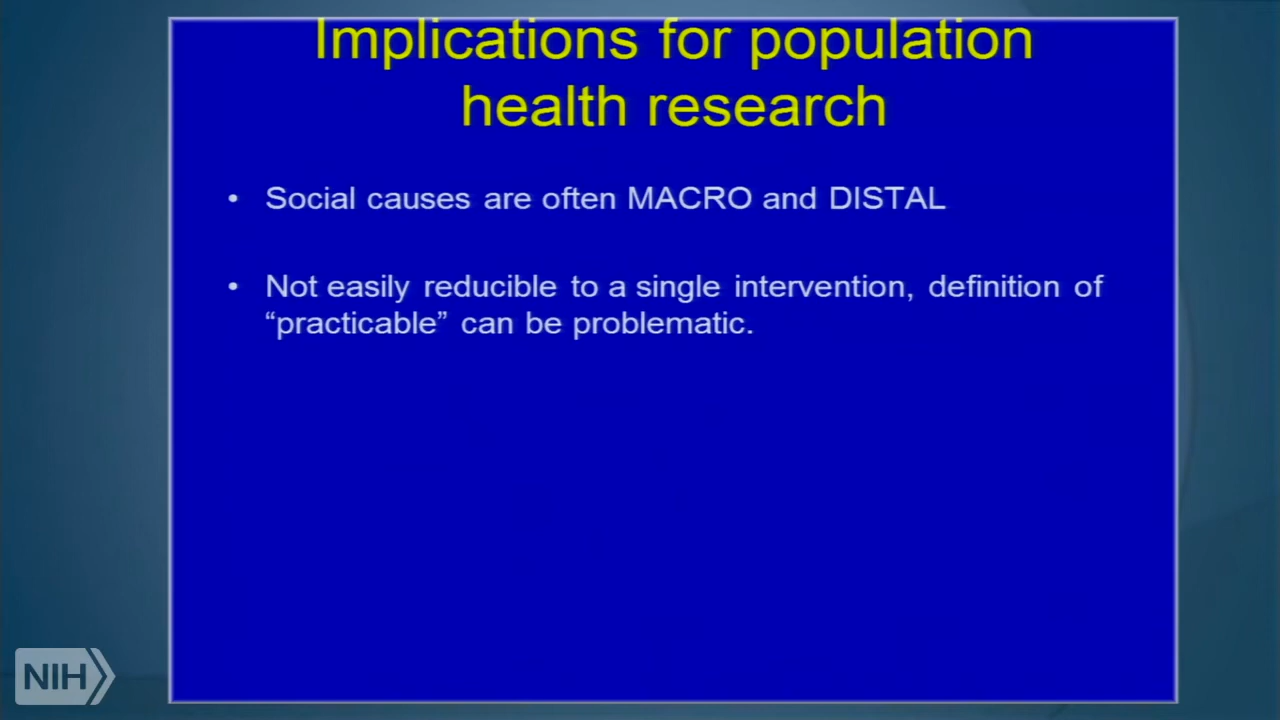 Implications for population
health research
• Social causes are often MACRO and DISTAL
• Not easily reducible to a single intervention, definition of
“practicable” can be problematic.
NIH